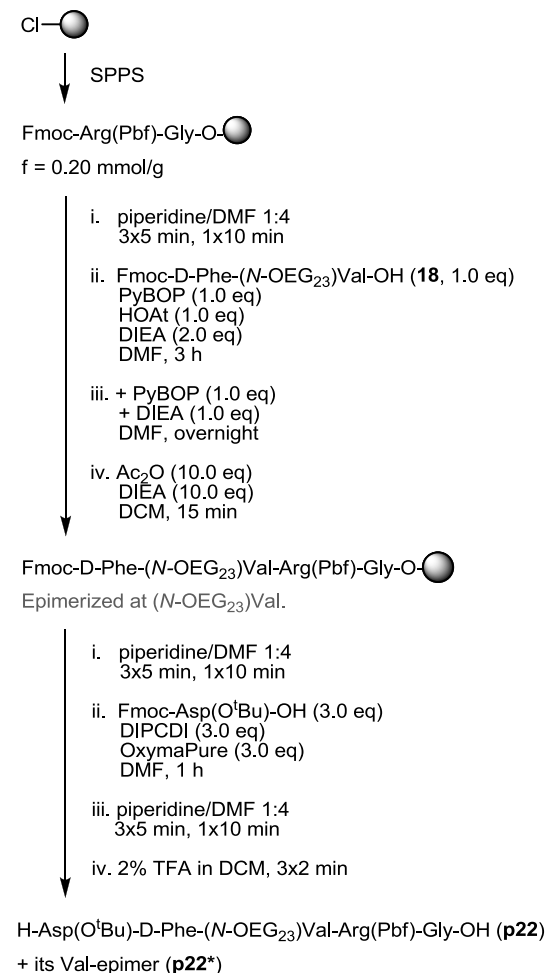 Cl
SPPS
Fmoc-Arg(Pbf)-Gly-O-
f = 0.20 mmol/g
i. piperidine/DMF 1:4
3x5 min, 1x10 min
ii. Fmoc-D-Phe-(N-OEG₂₃)Val-OH (18, 1.0 eq)
PyBOP (1.0 eq)
HOAt (1.0 eq)
DIEA (2.0 eq)
DMF, 3 h
iii. + PyBOP (1.0 eq)
+ DIEA (1.0 eq)
DMF, overnight
iv. Ac₂O (10.0 eq)
DIEA (10.0 eq)
DCM, 15 min
Fmoc-D-Phe-(N-OEG₂₃)Val-Arg(Pbf)-Gly-O-
Epimerized at (N-OEG₂₃)Val.
i. piperidine/DMF 1:4
3x5 min, 1x10 min
ii. Fmoc-Asp(OᵗBu)-OH (3.0 eq)
DIPCDI (3.0 eq)
OxymaPure (3.0 eq)
DMF, 1 h
iii. piperidine/DMF 1:4
3x5 min, 1x10 min
iv. 2% TFA in DCM, 3x2 min
H-Asp(OᵗBu)-D-Phe-(N-OEG₂₃)Val-Arg(Pbf)-Gly-OH (p22)
+ its Val-epimer (p22*)